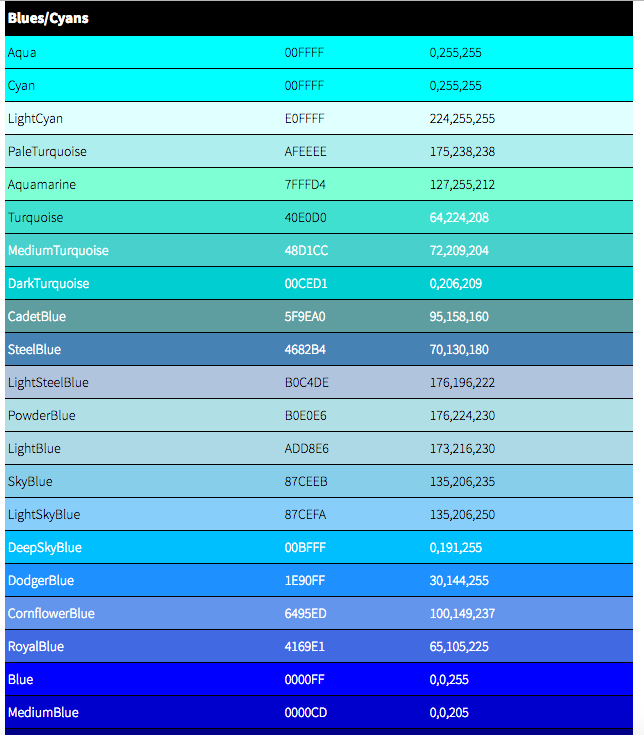 Blues/Cyans
Aqua 00FFFF 0,255,255
Cyan 00FFFF 0,255,255
LightCyan E0FFFF 224,255,255
PaleTurquoise AFEEEE 175,238,238
Aquamarine 7FFFD4 127,255,212
Turquoise 40E0D0 64,224,208
MediumTurquoise 48D1CC 72,209,204
DarkTurquoise 00CED1 0,206,209
CadetBlue 5F9EA0 95,158,160
SteelBlue 4682B4 70,130,180
LightSteelBlue B0C4DE 176,196,222
PowderBlue B0E0E6 176,224,230
LightBlue ADD8E6 173,216,230
SkyBlue 87CEEB 135,206,235
LightSkyBlue 87CEFA 135,206,250
DeepSkyBlue 00BFFF 0,191,255
DodgerBlue 1E90FF 30,144,255
CornflowerBlue 6495ED 100,149,237
RoyalBlue 4169E1 65,105,225
Blue 0000FF 0,0,255
MediumBlue 0000CD 0,0,205